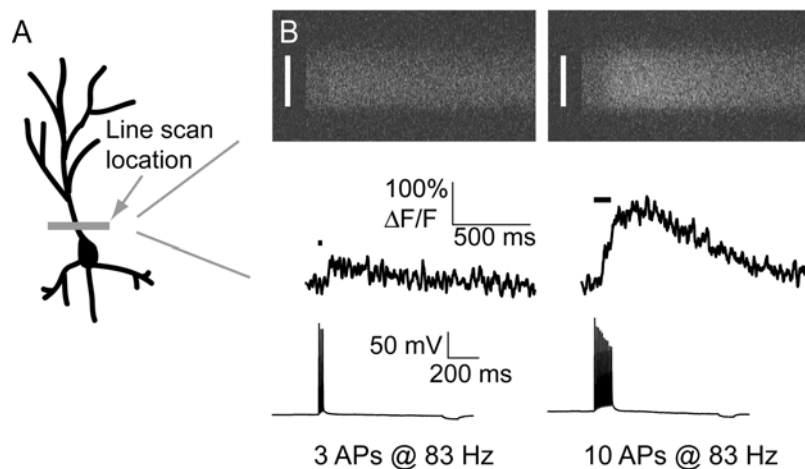 A
Line scan
location
B
100%
ΔF/F
500 ms
50 mV
200 ms
3 APs @ 83 Hz
10 APs @ 83 Hz